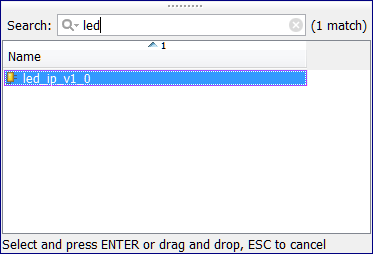 Search: led (1 match)
1
Name
led_ip_v1_0
Select and press ENTER or drag and drop, ESC to cancel